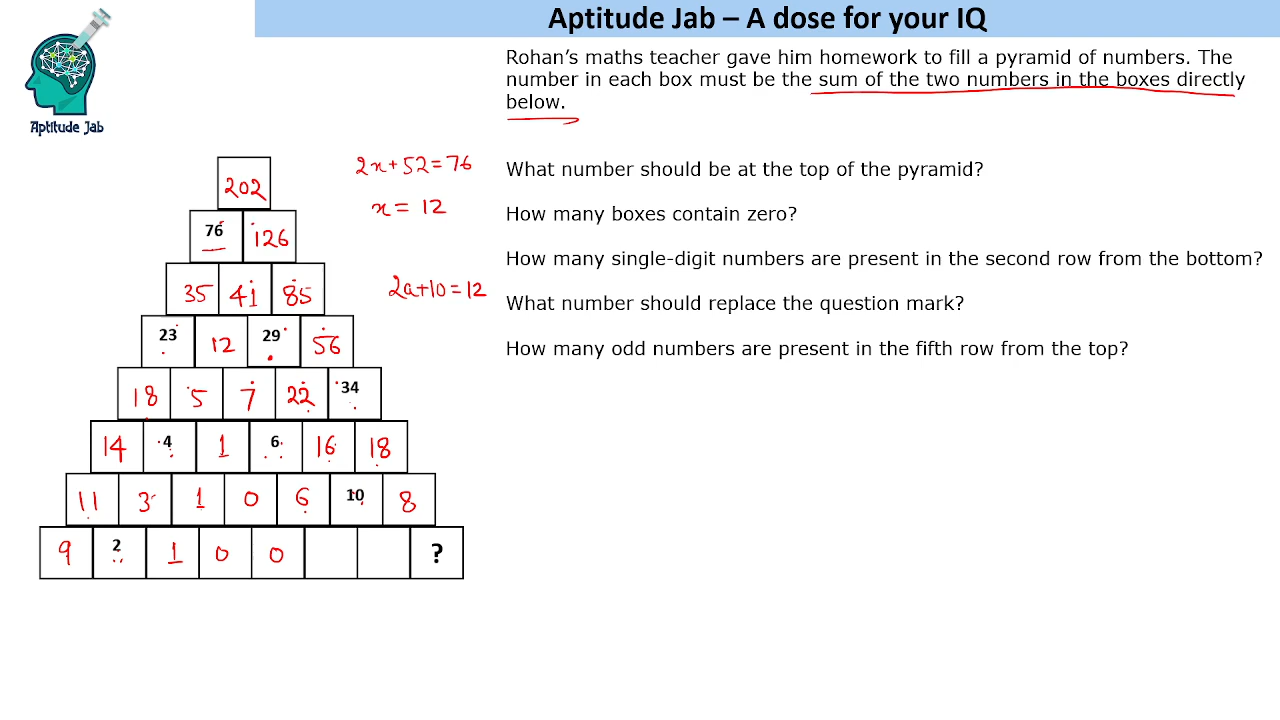 Aptitude Jab – A dose for your IQ
Aptitude Jab
Rohan's maths teacher gave him homework to fill a pyramid of numbers. The
number in each box must be the sum of the two numbers in the boxes directly
below.
What number should be at the top of the pyramid?
How many boxes contain zero?
How many single-digit numbers are present in the second row from the bottom?
What number should replace the question mark?
How many odd numbers are present in the fifth row from the top?
2x+52=76
x = 12
2a+10=12
202
76 126
35 41 85
23 12 29 56
18 5 7 22 34
14 4 1 6 16 18
11 3 1 0 6 10 8
9 2 1 0 0 ?